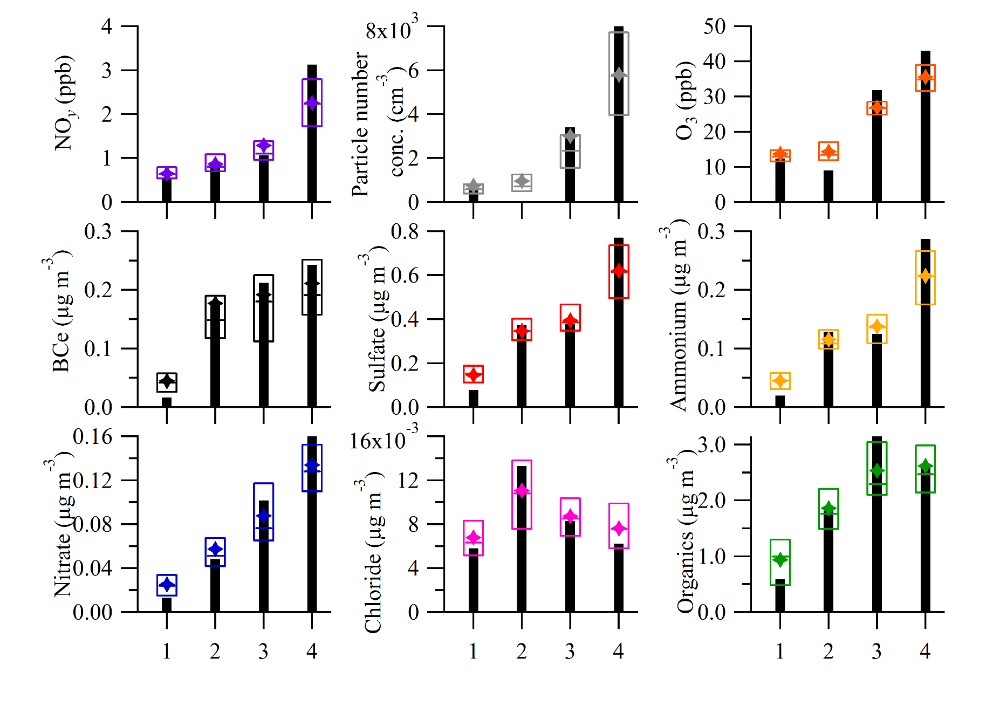 4
3
2
1
0
NOy (ppb)
8x10³
6
4
2
0
Particle number
conc. (cm⁻³)
50
40
30
20
10
0
O₃ (ppb)
0.3
0.2
0.1
0.0
BCe (µg m⁻³)
0.8
0.6
0.4
0.2
0.0
Sulfate (µg m⁻³)
0.3
0.2
0.1
0.0
Ammonium (µg m⁻³)
0.16
0.12
0.08
0.04
0.00
Nitrate (µg m⁻³)
1 2 3 4
16x10⁻³
12
8
4
0
Chloride (µg m⁻³)
1 2 3 4
3.0
2.0
1.0
0.0
Organics (µg m⁻³)
1 2 3 4